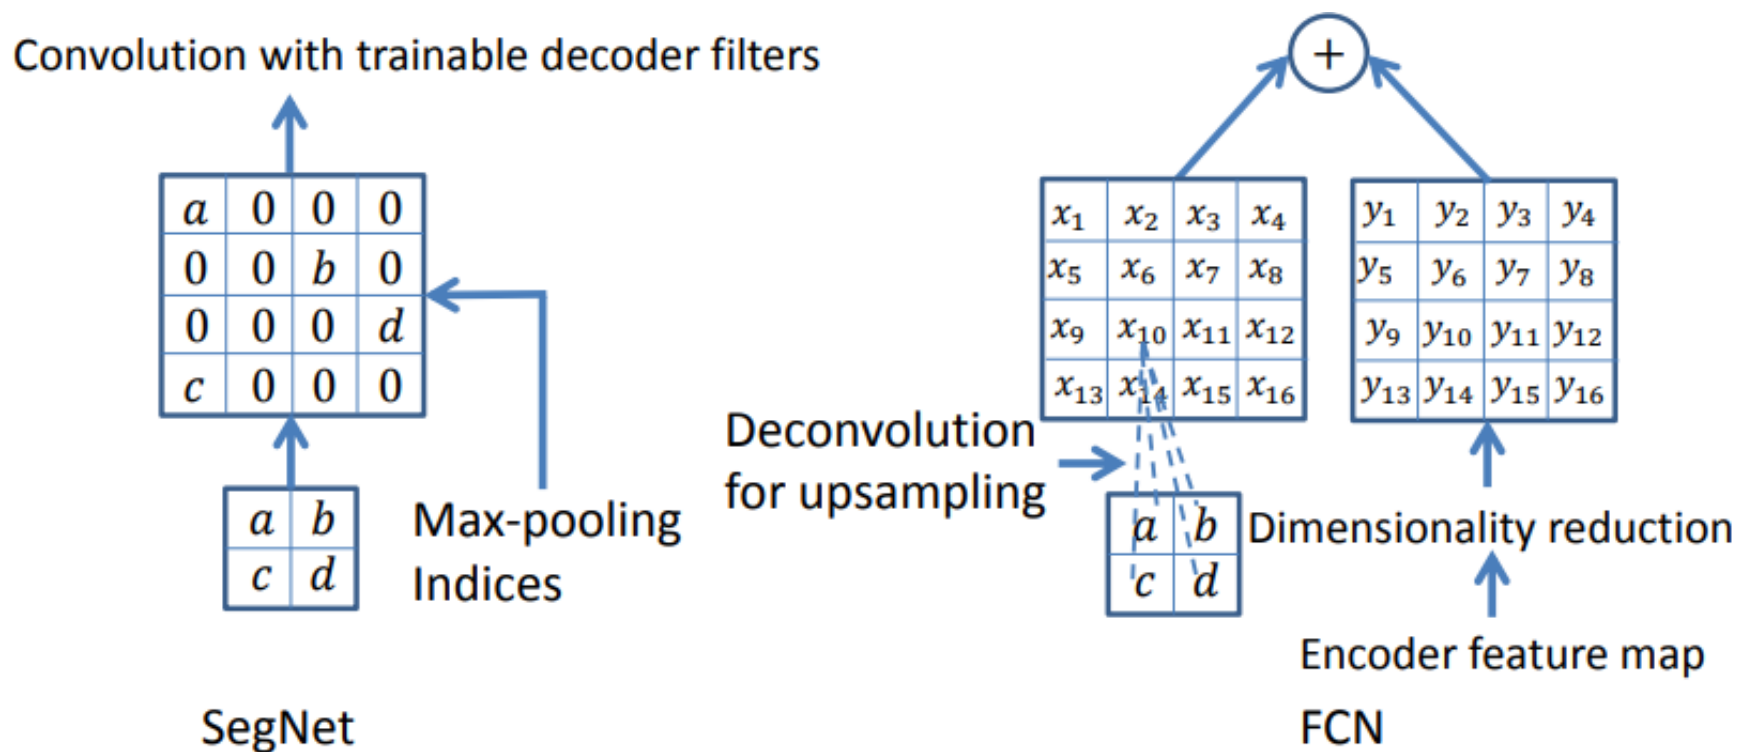 Convolution with trainable decoder filters
a 0 0 0
0 0 b 0
0 0 0 d
c 0 0 0
a b
c d
Max-pooling
Indices
SegNet
+
x₁ x₂ x₃ x₄
x₅ x₆ x₇ x₈
x₉ x₁₀ x₁₁ x₁₂
x₁₃ x₁₄ x₁₅ x₁₆
y₁ y₂ y₃ y₄
y₅ y₆ y₇ y₈
y₉ y₁₀ y₁₁ y₁₂
y₁₃ y₁₄ y₁₅ y₁₆
Deconvolution
for upsampling
a b
c d
Dimensionality reduction
Encoder feature map
FCN